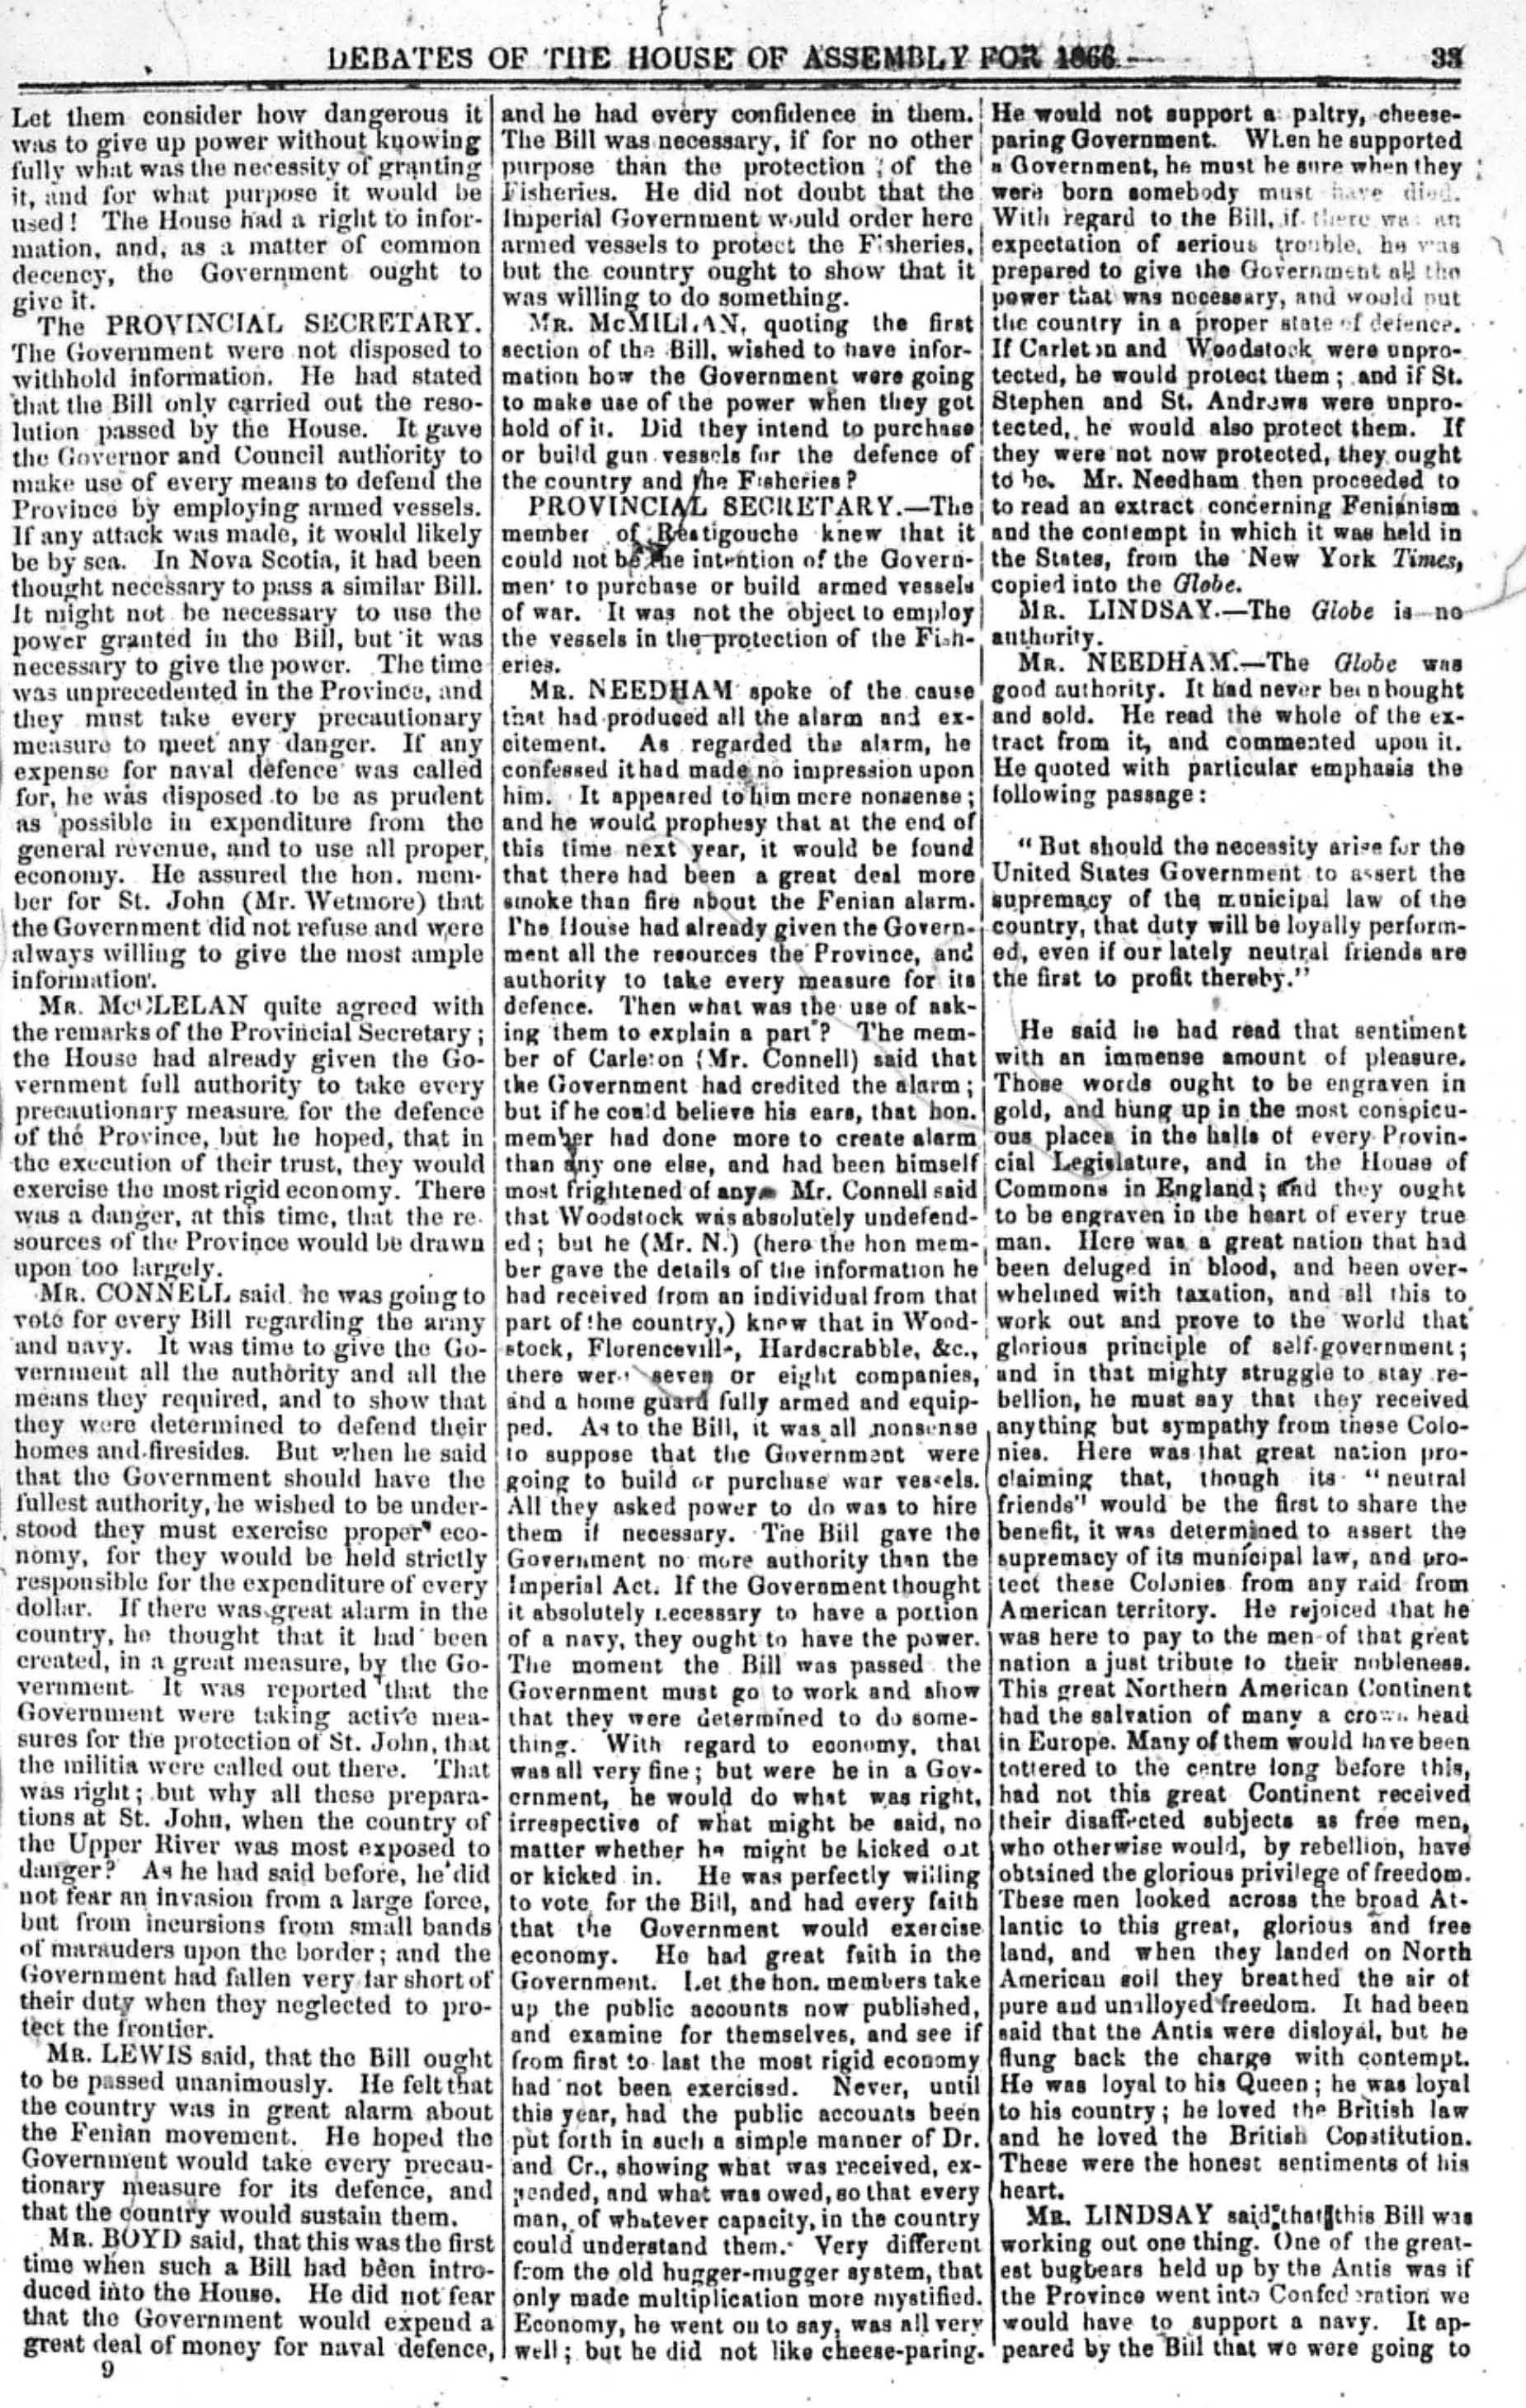 DEBATES OF THE HOUSE OF ASSEMBLY FOR 1866.— 33
Let them consider how dangerous it
was to give up power without knowing
fully what was the necessity of granting
it, and for what purpose it would be
used! The House had a right to infor-
mation, and, as a matter of common
decency, the Government ought to
give it.
The PROVINCIAL SECRETARY.
The Government were not disposed to
withhold information. He had stated
that the Bill only carried out the reso-
lution passed by the House. It gave
the Governor and Council authority to
make use of every means to defend the
Province by employing armed vessels.
If any attack was made, it would likely
be by sea. In Nova Scotia, it had been
thought necessary to pass a similar Bill.
It might not be necessary to use the
power granted in the Bill, but it was
necessary to give the power. The time
was unprecedented in the Province, and
they must take every precautionary
measure to meet any danger. If any
expense for naval defence was called
for, he was disposed to be as prudent
as possible in expenditure from the
general revenue, and to use all proper
economy. He assured the hon. mem-
ber for St. John (Mr. Wetmore) that
the Government did not refuse and were
always willing to give the most ample
information.
MR. McCLELAN quite agreed with
the remarks of the Provincial Secretary;
the House had already given the Go-
vernment full authority to take every
precautionary measure for the defence
of the Province, but he hoped, that in
the execution of their trust, they would
exercise the most rigid economy. There
was a danger, at this time, that the re-
sources of the Province would be drawn
upon too largely.
MR. CONNELL said he was going to
vote for every Bill regarding the army
and navy. It was time to give the Go-
vernment all the authority and all the
means they required, and to show that
they were determined to defend their
homes and firesides. But when he said
that the Government should have the
fullest authority, he wished to be under-
stood they must exercise proper eco-
nomy, for they would be held strictly
responsible for the expenditure of every
dollar. If there was great alarm in the
country, he thought that it had been
created, in a great measure, by the Go-
vernment. It was reported that the
Government were taking active mea-
sures for the protection of St. John, that
the militia were called out there. That
was right; but why all these prepara-
tions at St. John, when the country of
the Upper River was most exposed to
danger? As he had said before, he did
not fear an invasion from a large force,
but from incursions from small bands
of marauders upon the border; and the
Government had fallen very far short of
their duty when they neglected to pro-
tect the frontier.
MR. LEWIS said, that the Bill ought
to be passed unanimously. He felt that
the country was in great alarm about
the Fenian movement. He hoped the
Government would take every precau-
tionary measure for its defence, and
that the country would sustain them.
MR. BOYD said, that this was the first
time when such a Bill had been intro-
duced into the House. He did not fear
that the Government would expend a
great deal of money for naval defence,
9
and he had every confidence in them.
The Bill was necessary, if for no other
purpose than the protection of the
Fisheries. He did not doubt that the
Imperial Government would order here
armed vessels to protect the Fisheries,
but the country ought to show that it
was willing to do something.
MR. McMILLAN, quoting the first
section of the Bill, wished to have infor-
mation how the Government were going
to make use of the power when they got
hold of it. Did they intend to purchase
or build gun vessels for the defence of
the country and the Fisheries?
PROVINCIAL SECRETARY.—The
member of Restigouche knew that it
could not be the intention of the Govern-
men' to purchase or build armed vessels
of war. It was not the object to employ
the vessels in the protection of the Fish-
eries.
MR. NEEDHAM spoke of the cause
that had produced all the alarm and ex-
citement. As regarded the alarm, he
confessed it had made no impression upon
him. It appeared to him mere nonsense;
and he would prophesy that at the end of
this time next year, it would be found
that there had been a great deal more
smoke than fire about the Fenian alarm.
The House had already given the Govern-
ment all the resources the Province, and
authority to take every measure for its
defence. Then what was the use of ask-
ing them to explain a part? The mem-
ber of Carleton (Mr. Connell) said that
the Government had credited the alarm;
but if he could believe his ears, that hon.
member had done more to create alarm
than any one else, and had been himself
most frightened of any. Mr. Connell said
that Woodstock was absolutely undefend-
ed; but he (Mr. N.) (here the hon mem-
ber gave the details of the information he
had received from an individual from that
part of the country,) knew that in Wood-
stock, Florenceville, Hardscrabble, &c.,
there were seven or eight companies,
and a home guard fully armed and equip-
ped. As to the Bill, it was all nonsense
to suppose that the Government were
going to build or purchase war vessels.
All they asked power to do was to hire
them if necessary. The Bill gave the
Government no more authority than the
Imperial Act. If the Government thought
it absolutely necessary to have a portion
of a navy, they ought to have the power.
The moment the Bill was passed the
Government must go to work and show
that they were determined to do some-
thing. With regard to economy, that
was all very fine; but were he in a Gov-
ernment, he would do what was right,
irrespective of what might be said, no
matter whether he might be kicked out
or kicked in. He was perfectly willing
to vote for the Bill, and had every faith
that the Government would exercise
economy. He had great faith in the
Government. Let the hon. members take
up the public accounts now published,
and examine for themselves, and see if
from first to last the most rigid economy
had not been exercised. Never, until
this year, had the public accounts been
put forth in such a simple manner of Dr.
and Cr., showing what was received, ex-
pended, and what was owed, so that every
man, of whatever capacity, in the country
could understand them. Very different
from the old hugger-mugger system, that
only made multiplication more mystified.
Economy, he went on to say, was all very
well; but he did not like cheese-paring.
He would not support a paltry, cheese-
paring Government. When he supported
a Government, he must be sure when they
were born somebody must have died.
With regard to the Bill, if there was an
expectation of serious trouble, he was
prepared to give the Government all the
power that was necessary, and would put
the country in a proper state of defence.
If Carleton and Woodstock were unpro-
tected, he would protect them; and if St.
Stephen and St. Andrews were unpro-
tected, he would also protect them. If
they were not now protected, they ought
to be. Mr. Needham then proceeded to
to read an extract concerning Fenianism
and the contempt in which it was held in
the States, from the New York Times,
copied into the Globe.
MR. LINDSAY.—The Globe is no
authority.
MR. NEEDHAM.—The Globe was
good authority. It had never been bought
and sold. He read the whole of the ex-
tract from it, and commented upon it.
He quoted with particular emphasis the
following passage:
"But should the necessity arise for the
United States Government to assert the
supremacy of the municipal law of the
country, that duty will be loyally perform-
ed, even if our lately neutral friends are
the first to profit thereby."
He said he had read that sentiment
with an immense amount of pleasure.
Those words ought to be engraven in
gold, and hung up in the most conspicu-
ous places in the halls of every Provin-
cial Legislature, and in the House of
Commons in England; and they ought
to be engraven in the heart of every true
man. Here was a great nation that had
been deluged in blood, and been over-
whelmed with taxation, and all this to
work out and prove to the world that
glorious principle of self-government;
and in that mighty struggle to stay re-
bellion, he must say that they received
anything but sympathy from these Colo-
nies. Here was that great nation pro-
claiming that, though its "neutral
friends" would be the first to share the
benefit, it was determined to assert the
supremacy of its municipal law, and pro-
tect these Colonies from any raid from
American territory. He rejoiced that he
was here to pay to the men of that great
nation a just tribute to their nobleness.
This great Northern American Continent
had the salvation of many a crown head
in Europe. Many of them would have been
tottered to the centre long before this,
had not this great Continent received
their disaffected subjects as free men,
who otherwise would, by rebellion, have
obtained the glorious privilege of freedom.
These men looked across the broad At-
lantic to this great, glorious and free
land, and when they landed on North
American soil they breathed the air of
pure and unalloyed freedom. It had been
said that the Antis were disloyal, but he
flung back the charge with contempt.
He was loyal to his Queen; he was loyal
to his country; he loved the British law
and he loved the British Constitution.
These were the honest sentiments of his
heart.
MR. LINDSAY said that this Bill was
working out one thing. One of the great-
est bugbears held up by the Antis was if
the Province went into Confederation we
would have to support a navy. It ap-
peared by the Bill that we were going to